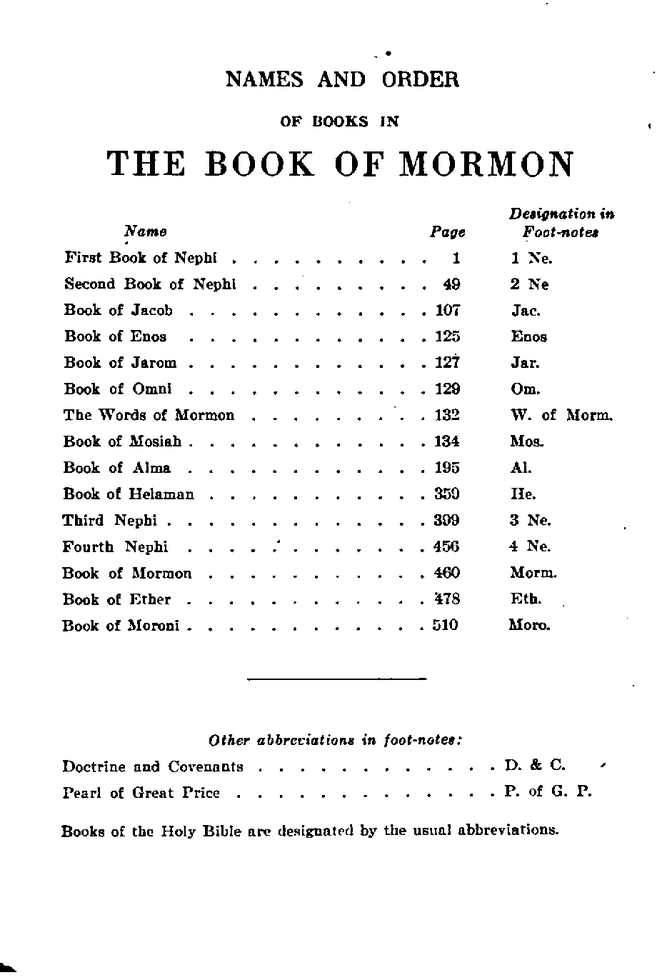 NAMES AND ORDER
OF BOOKS IN
THE BOOK OF MORMON
Designation in
Name Page Foot-notes
First Book of Nephi . . . . . . . . . . 1 1 Ne.
Second Book of Nephi . . . . . . . . . 49 2 Ne
Book of Jacob . . . . . . . . . . . . 107 Jac.
Book of Enos . . . . . . . . . . . . 125 Enos
Book of Jarom . . . . . . . . . . . . 127 Jar.
Book of Omni . . . . . . . . . . . . 129 Om.
The Words of Mormon . . . . . . . . . 132 W. of Morm.
Book of Mosiah . . . . . . . . . . . . 134 Mos.
Book of Alma . . . . . . . . . . . . 195 Al.
Book of Helaman . . . . . . . . . . . 359 He.
Third Nephi . . . . . . . . . . . . . 399 3 Ne.
Fourth Nephi . . . . . . . . . . . . 456 4 Ne.
Book of Mormon . . . . . . . . . . . 460 Morm.
Book of Ether . . . . . . . . . . . . 478 Eth.
Book of Moroni . . . . . . . . . . . . 510 Moro.
Other abbreviations in foot-notes:
Doctrine and Covenants . . . . . . . . . . . . D. & C.
Pearl of Great Price . . . . . . . . . . . . . P. of G. P.
Books of the Holy Bible are designated by the usual abbreviations.